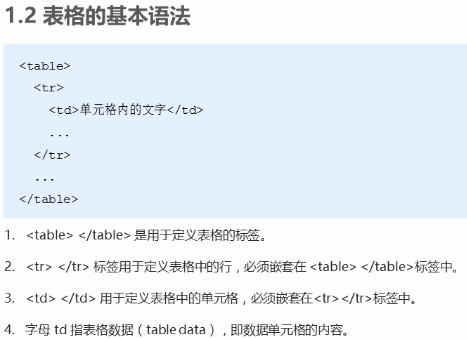 1.2 表格的基本语法
<table>
<tr>
<td>单元格内的文字</td>
...
</tr>
...
</table>
1. <table> </table> 是用于定义表格的标签。
2. <tr> </tr> 标签用于定义表格中的行，必须嵌套在 <table> </table>标签中。
3. <td> </td> 用于定义表格中的单元格，必须嵌套在<tr></tr>标签中。
4. 字母 td 指表格数据（table data），即数据单元格的内容。